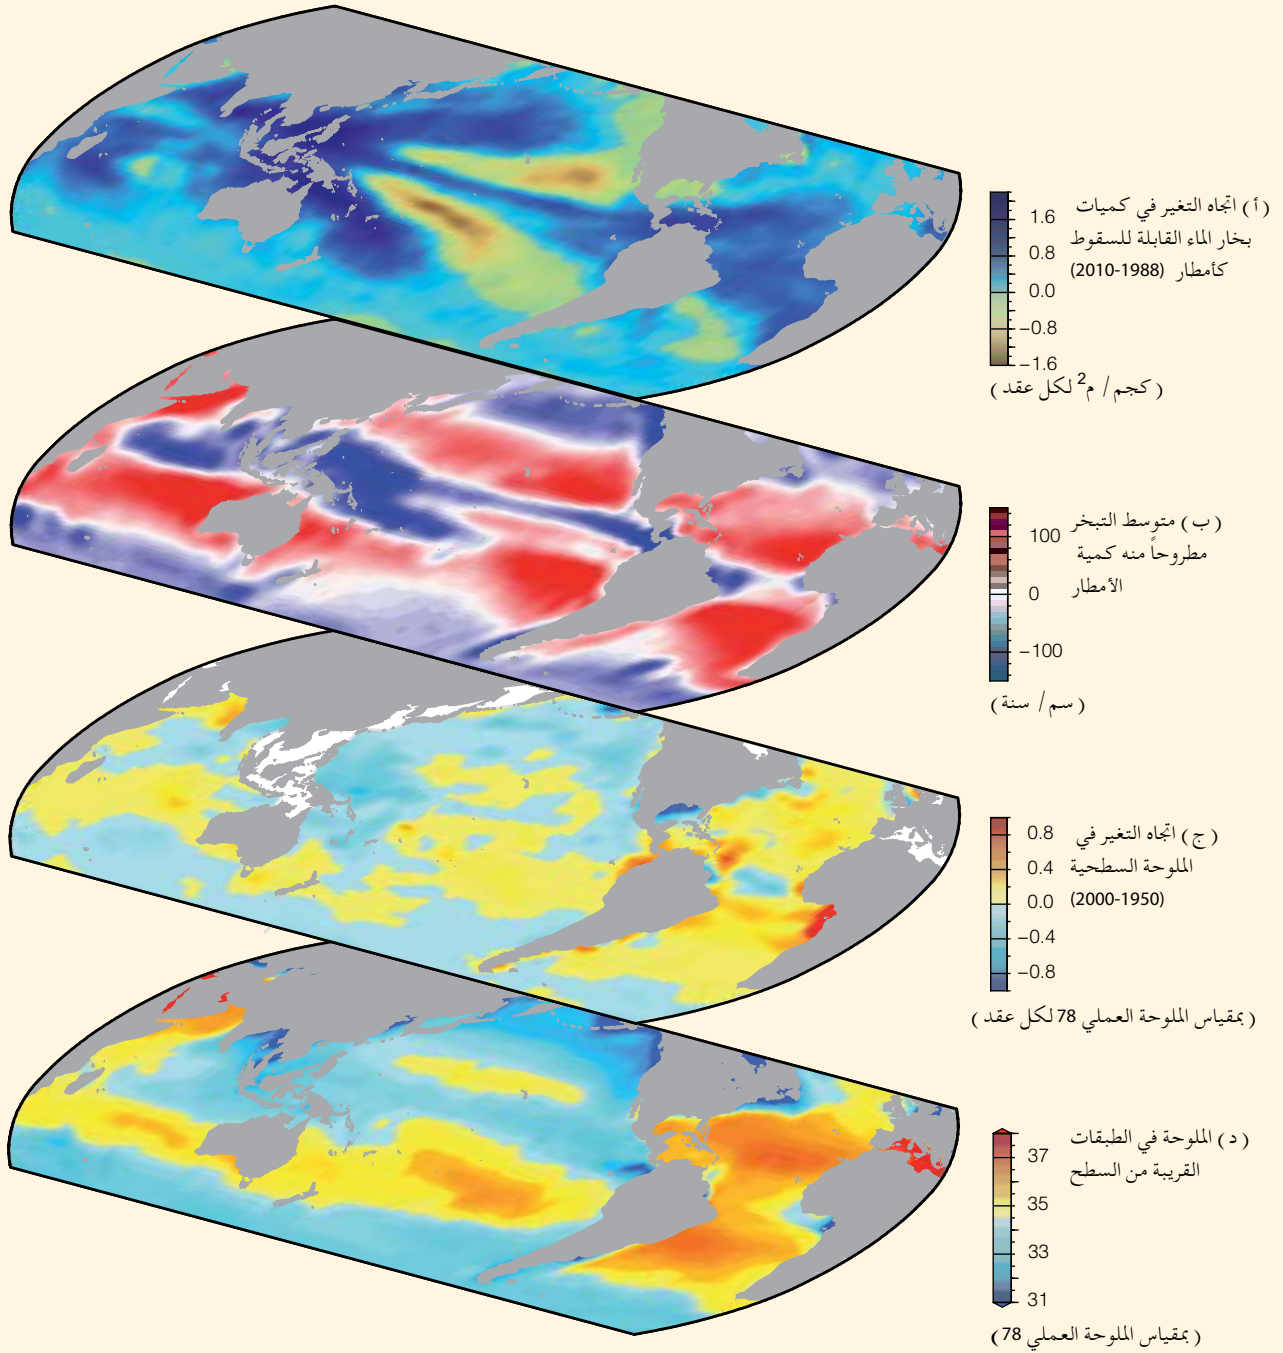 (أ) اتجاه التغير في كميات
بخار الماء القابلة للسقوط
كأمطار (1988-2010)
1.6
0.8
0.0
−0.8
−1.6
(كجم/ م2 لكل عقد)
(ب) متوسط التبخر
مطروحاً منه كمية
الأمطار
100
0
−100
(سم/ سنة)
(ج) اتجاه التغير في
الملوحة السطحية
(1950-2000)
0.8
0.4
0.0
−0.4
−0.8
(بمقياس الملوحة العملي 78 لكل عقد)
(د) الملوحة في الطبقات
القريبة من السطح
37
35
33
31
(بمقياس الملوحة العملي 78)